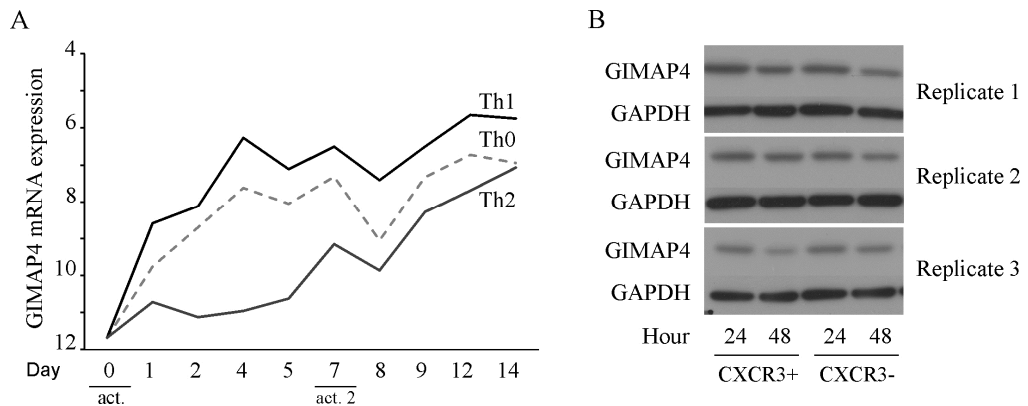 A
GIMAP4 mRNA expression
4
6
8
10
12
Th1
Th0
Th2
Day 0 1 2 4 5 7 8 9 12 14
act. act. 2
B
GIMAP4
GAPDH
Replicate 1
GIMAP4
GAPDH
Replicate 2
GIMAP4
GAPDH
Replicate 3
Hour 24 48 24 48
CXCR3+ CXCR3-